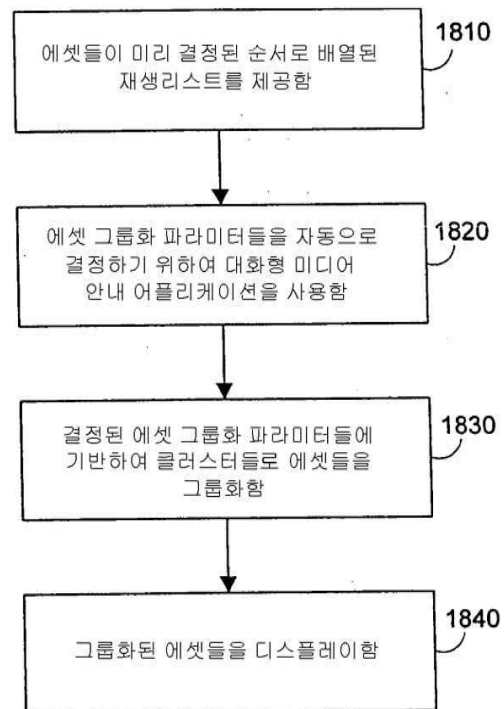 1810
에셋들이 미리 결정된 순서로 배열된
재생리스트를 제공함
1820
에셋 그룹화 파라미터들을 자동으로
결정하기 위하여 대화형 미디어
안내 어플리케이션을 사용함
1830
결정된 에셋 그룹화 파라미터들에
기반하여 클러스터들로 에셋들을
그룹화함
1840
그룹화된 에셋들을 디스플레이함